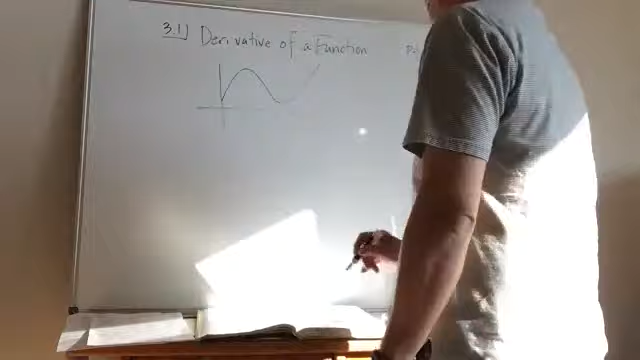 3.1) Derivative of a Function